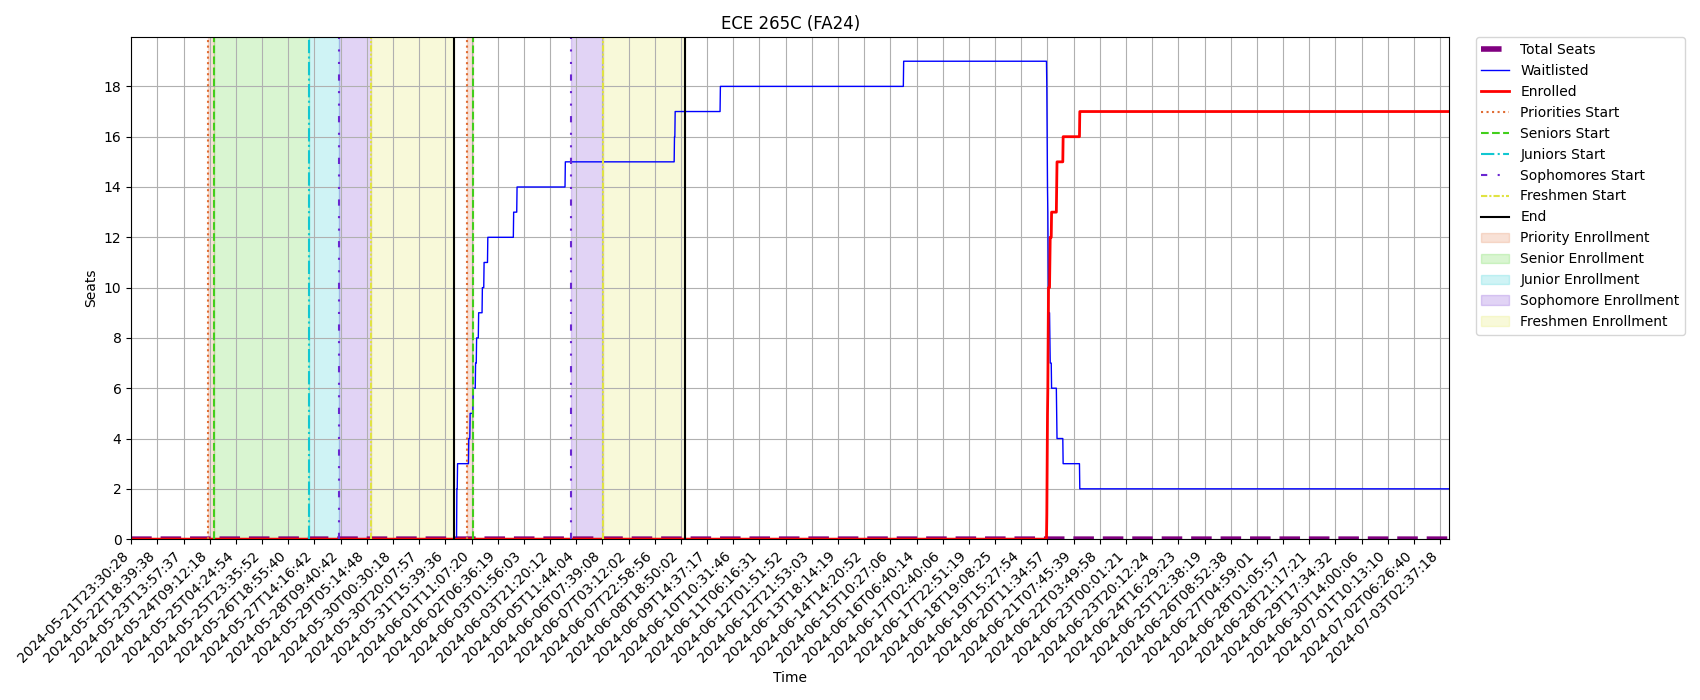 ECE 265C (FA24)
Seats
18
16
14
12
10
8
6
4
2
0
2024-05-21T23:30:28
2024-05-22T18:39:38
2024-05-23T13:57:37
2024-05-24T09:12:18
2024-05-25T04:24:54
2024-05-25T23:35:52
2024-05-26T18:55:40
2024-05-27T14:16:42
2024-05-28T09:40:42
2024-05-29T05:14:48
2024-05-30T00:30:18
2024-05-30T20:07:57
2024-05-31T15:39:36
2024-06-01T11:07:20
2024-06-02T06:36:19
2024-06-03T01:56:03
2024-06-03T21:20:12
2024-06-05T11:44:04
2024-06-06T07:39:08
2024-06-07T03:12:02
2024-06-07T22:58:56
2024-06-08T18:50:02
2024-06-09T14:37:17
2024-06-10T10:31:46
2024-06-11T06:16:31
2024-06-12T01:51:52
2024-06-12T21:53:03
2024-06-13T18:14:19
2024-06-14T14:20:52
2024-06-15T10:27:06
2024-06-16T06:40:14
2024-06-17T02:40:06
2024-06-17T22:51:19
2024-06-18T19:08:25
2024-06-19T15:27:54
2024-06-20T11:34:57
2024-06-21T07:45:39
2024-06-22T03:49:58
2024-06-23T00:01:21
2024-06-23T20:12:24
2024-06-24T16:29:23
2024-06-25T12:38:19
2024-06-26T08:52:38
2024-06-27T04:59:01
2024-06-28T01:05:57
2024-06-28T21:17:21
2024-06-29T17:34:32
2024-06-30T14:00:06
2024-07-01T10:13:10
2024-07-02T06:26:40
2024-07-03T02:37:18
Time
Total Seats
Waitlisted
Enrolled
Priorities Start
Seniors Start
Juniors Start
Sophomores Start
Freshmen Start
End
Priority Enrollment
Senior Enrollment
Junior Enrollment
Sophomore Enrollment
Freshmen Enrollment